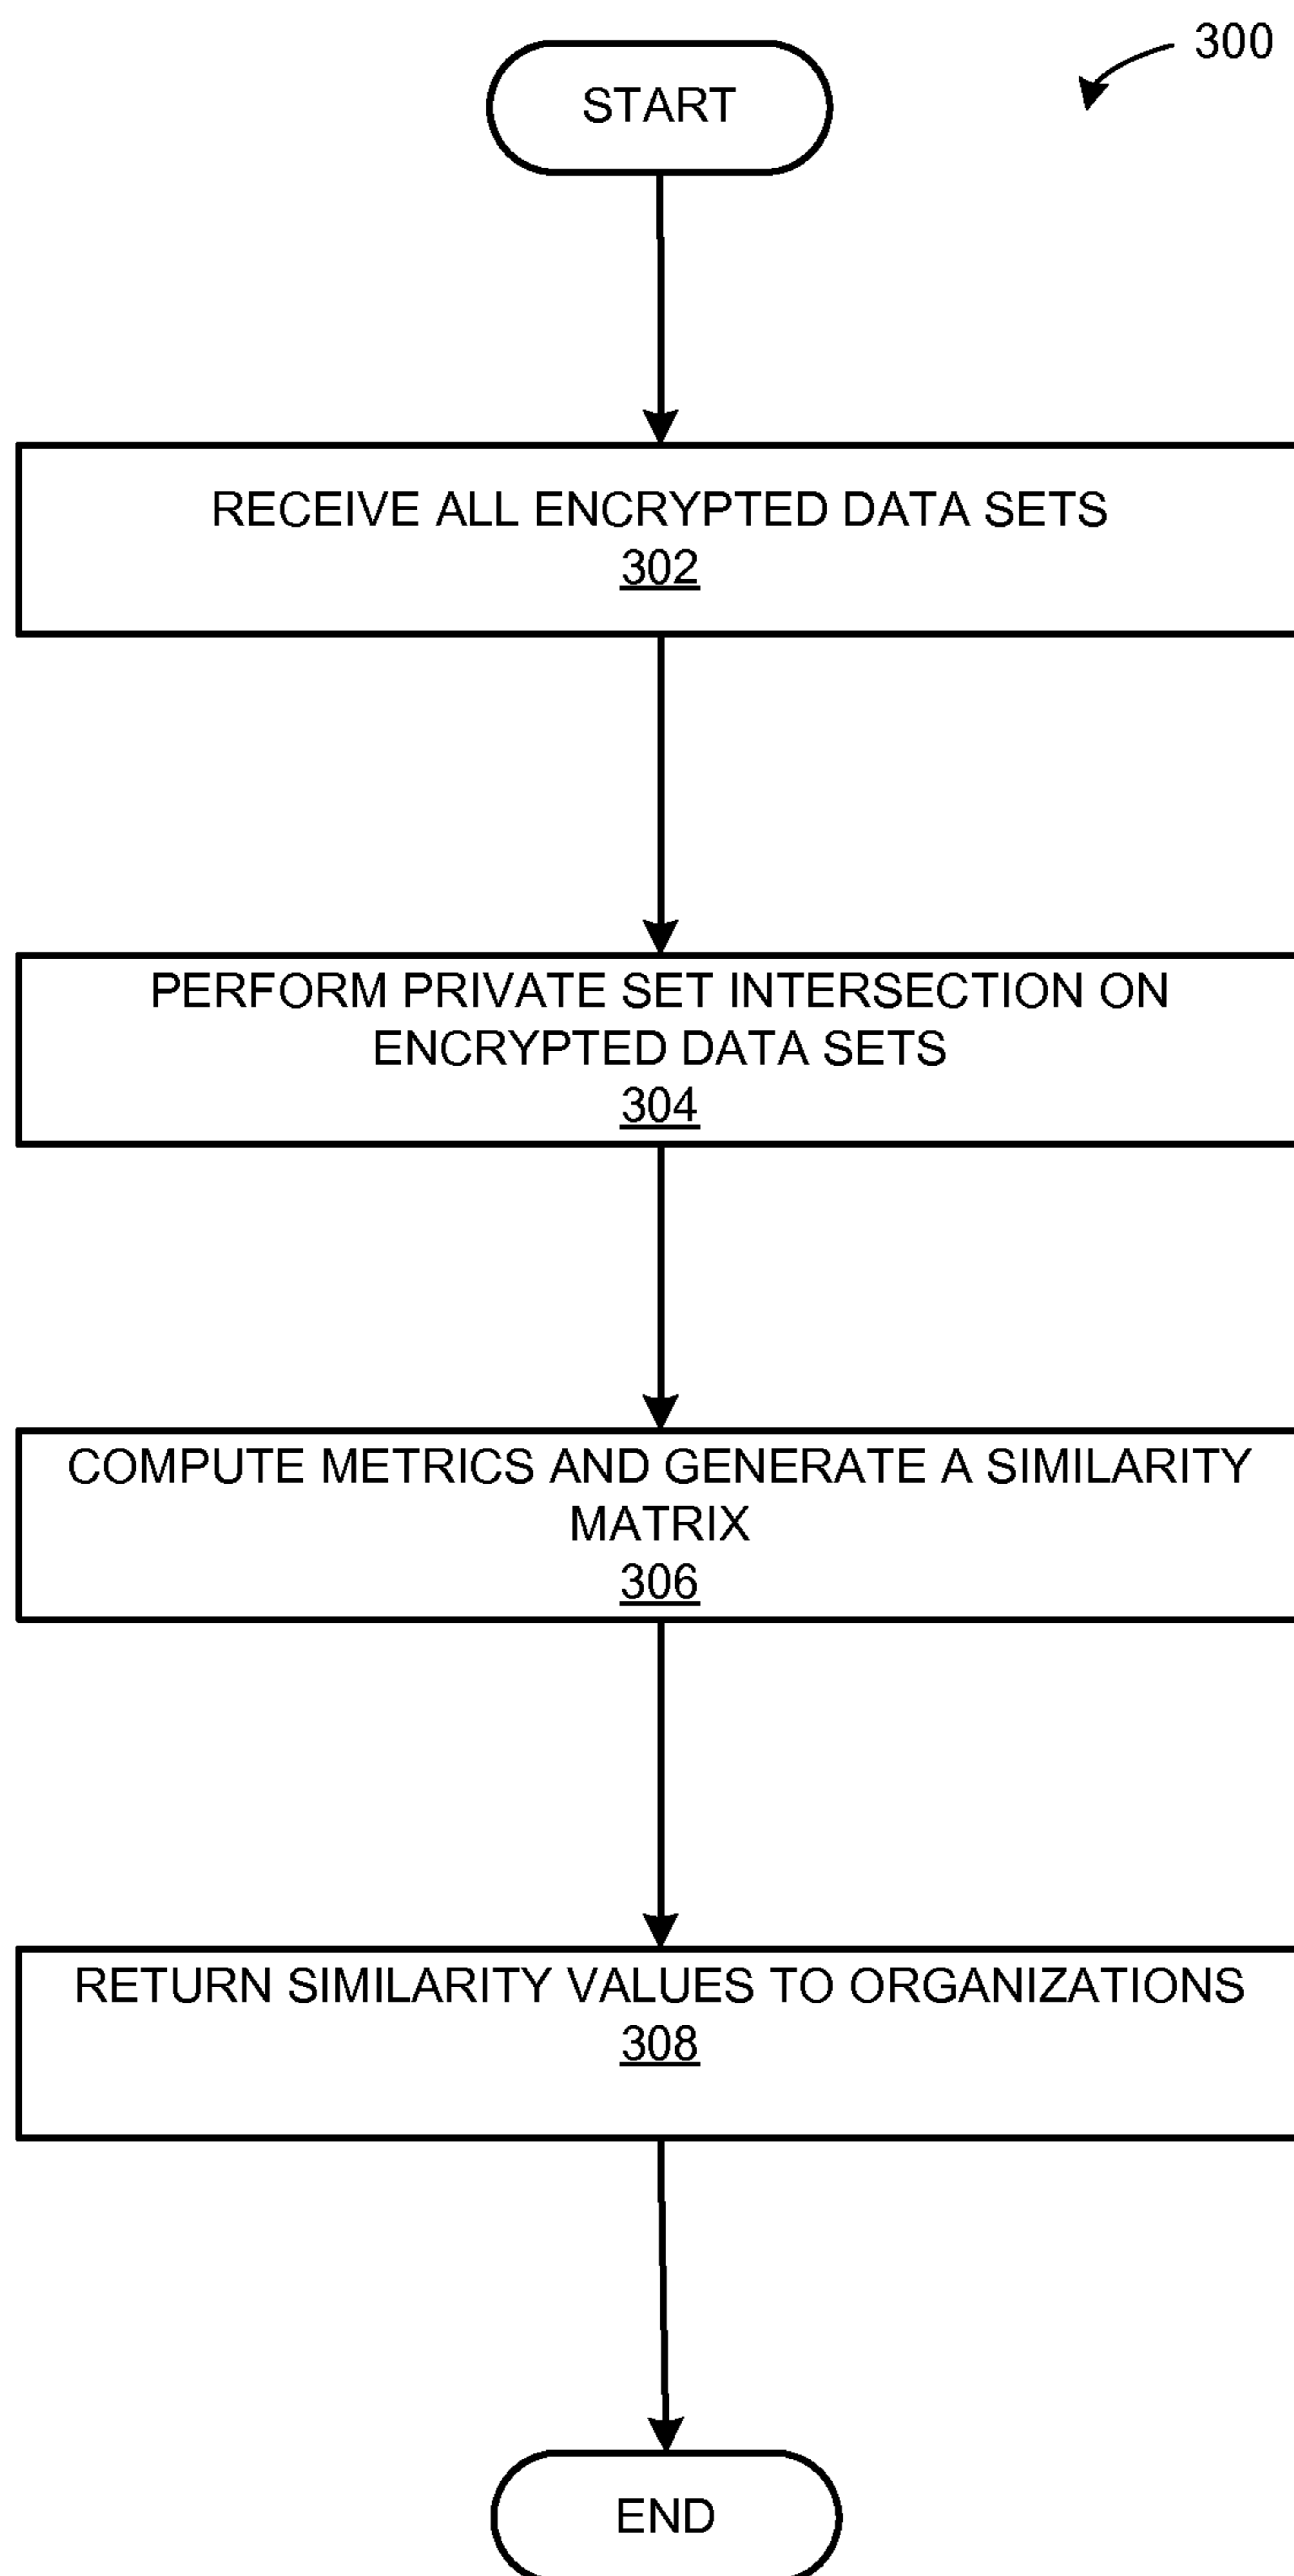 300
START
RECEIVE ALL ENCRYPTED DATA SETS
302
PERFORM PRIVATE SET INTERSECTION ON
ENCRYPTED DATA SETS
304
COMPUTE METRICS AND GENERATE A SIMILARITY
MATRIX
306
RETURN SIMILARITY VALUES TO ORGANIZATIONS
308
END